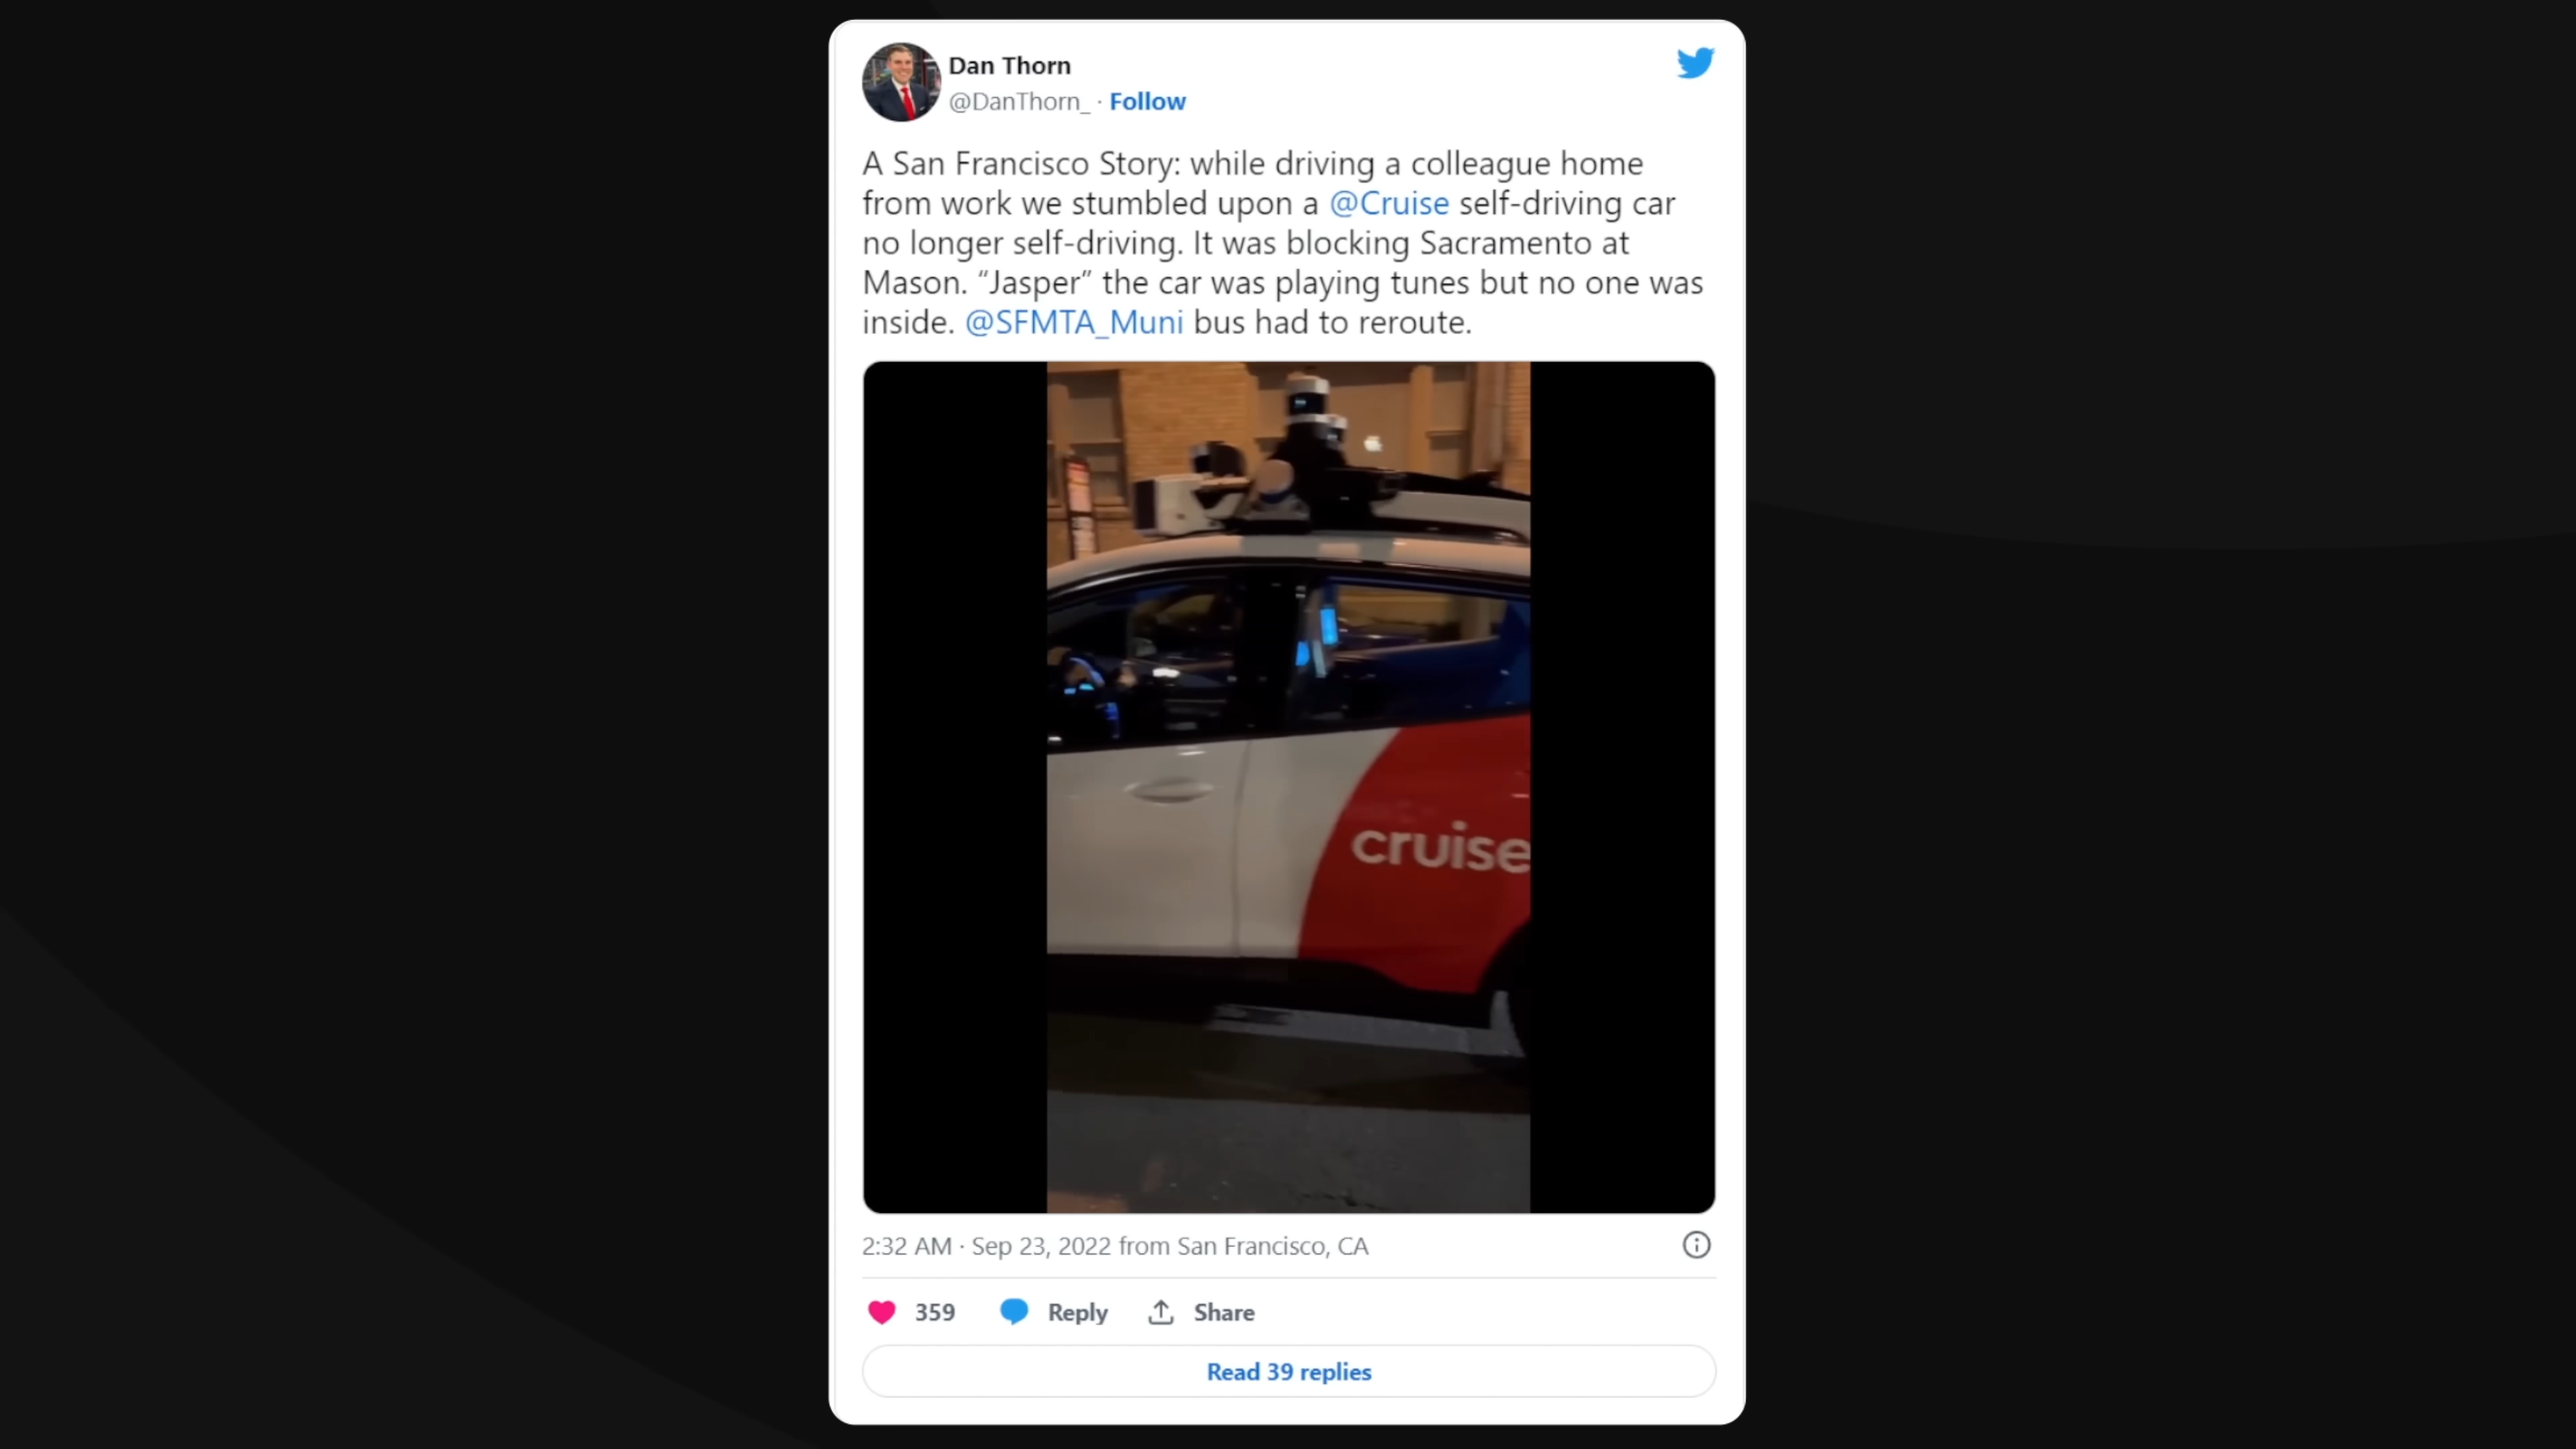 Dan Thorn
@DanThorn_ · Follow
A San Francisco Story: while driving a colleague home
from work we stumbled upon a @Cruise self-driving car
no longer self-driving. It was blocking Sacramento at
Mason. “Jasper” the car was playing tunes but no one was
inside. @SFMTA_Muni bus had to reroute.
cruise
2:32 AM · Sep 23, 2022 from San Francisco, CA
359 Reply Share
Read 39 replies